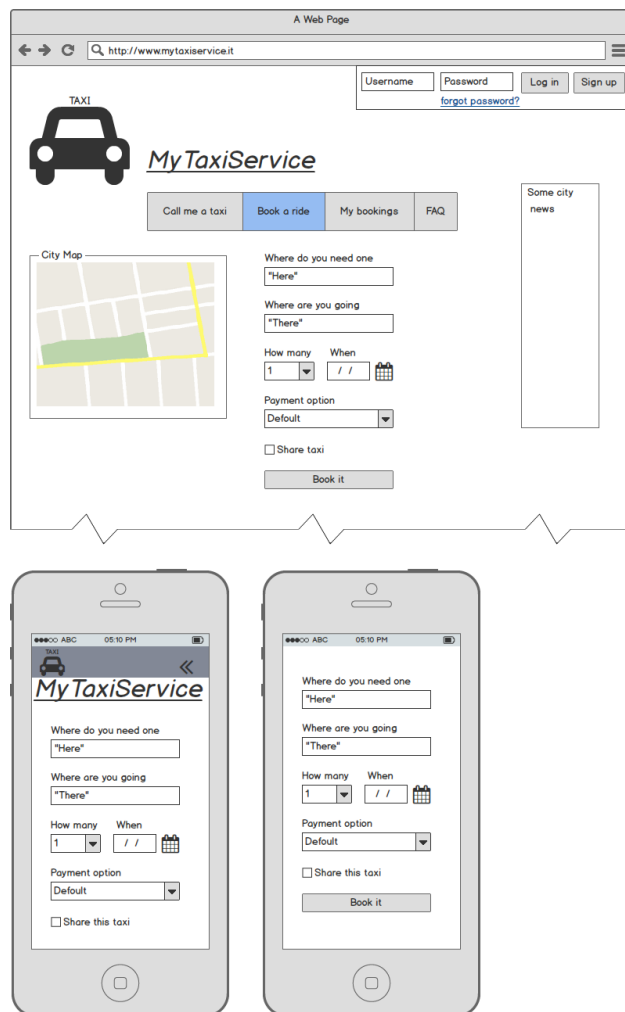 A Web Page
http://www.mytaxiservice.it
Username
Password
Log in
Sign up
forgot password?
TAXI
MyTaxiService
Call me a taxi
Book a ride
My bookings
FAQ
Some city
news
City Map
Where do you need one
"Here"
Where are you going
"There"
How many
When
1
/ /
Payment option
Default
Share taxi
Book it
ABC
05:10 PM
TAXI
MyTaxiService
Where do you need one
"Here"
Where are you going
"There"
How many
When
1
/ /
Payment option
Default
Share this taxi
ABC
05:10 PM
Where do you need one
"Here"
Where are you going
"There"
How many
When
1
/ /
Payment option
Default
Share this taxi
Book it